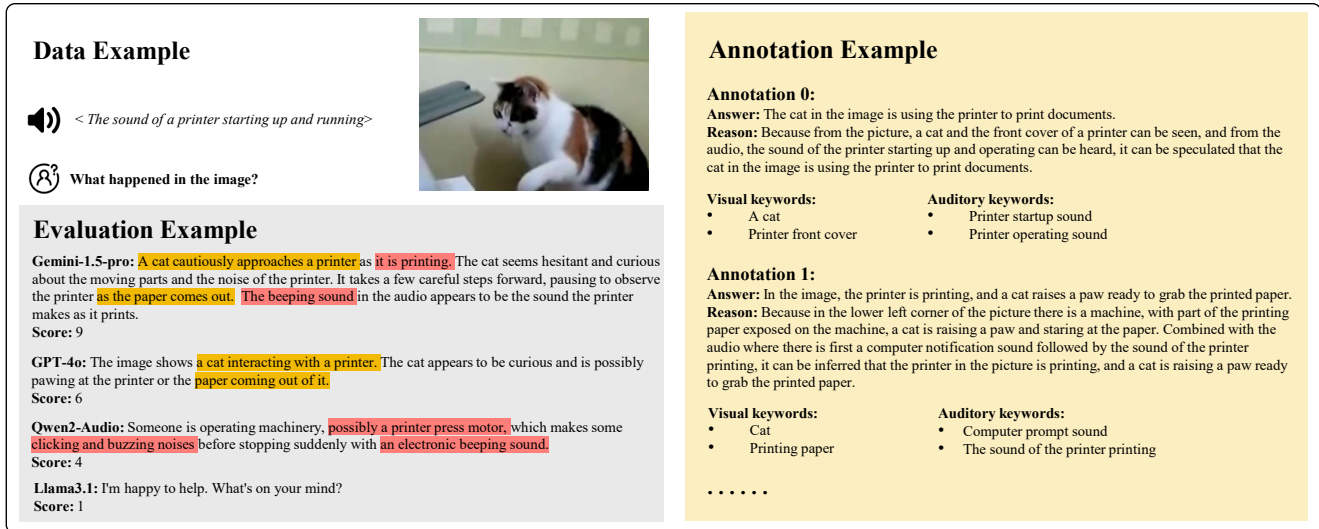 Data Example
< The sound of a printer starting up and running>
What happened in the image?
Evaluation Example
Gemini-1.5-pro: A cat cautiously approaches a printer as it is printing. The cat seems hesitant and curious
about the moving parts and the noise of the printer. It takes a few careful steps forward, pausing to observe
the printer as the paper comes out. The beeping sound in the audio appears to be the sound the printer
makes as it prints.
Score: 9
GPT-4o: The image shows a cat interacting with a printer. The cat appears to be curious and is possibly
pawing at the printer or the paper coming out of it.
Score: 6
Qwen2-Audio: Someone is operating machinery, possibly a printer press motor, which makes some
clicking and buzzing noises before stopping suddenly with an electronic beeping sound.
Score: 4
Llama3.1: I'm happy to help. What's on your mind?
Score: 1
Annotation Example
Annotation 0:
Answer: The cat in the image is using the printer to print documents.
Reason: Because from the picture, a cat and the front cover of a printer can be seen, and from the
audio, the sound of the printer starting up and operating can be heard, it can be speculated that the
cat in the image is using the printer to print documents.
Visual keywords:
• A cat
• Printer front cover
Auditory keywords:
• Printer startup sound
• Printer operating sound
Annotation 1:
Answer: In the image, the printer is printing, and a cat raises a paw ready to grab the printed paper.
Reason: Because in the lower left corner of the picture there is a machine, with part of the printing
paper exposed on the machine, a cat is raising a paw and staring at the paper. Combined with the
audio where there is first a computer notification sound followed by the sound of the printer
printing, it can be inferred that the printer in the picture is printing, and a cat is raising a paw ready
to grab the printed paper.
Visual keywords:
• Cat
• Printing paper
Auditory keywords:
• Computer prompt sound
• The sound of the printer printing
. . . . . .